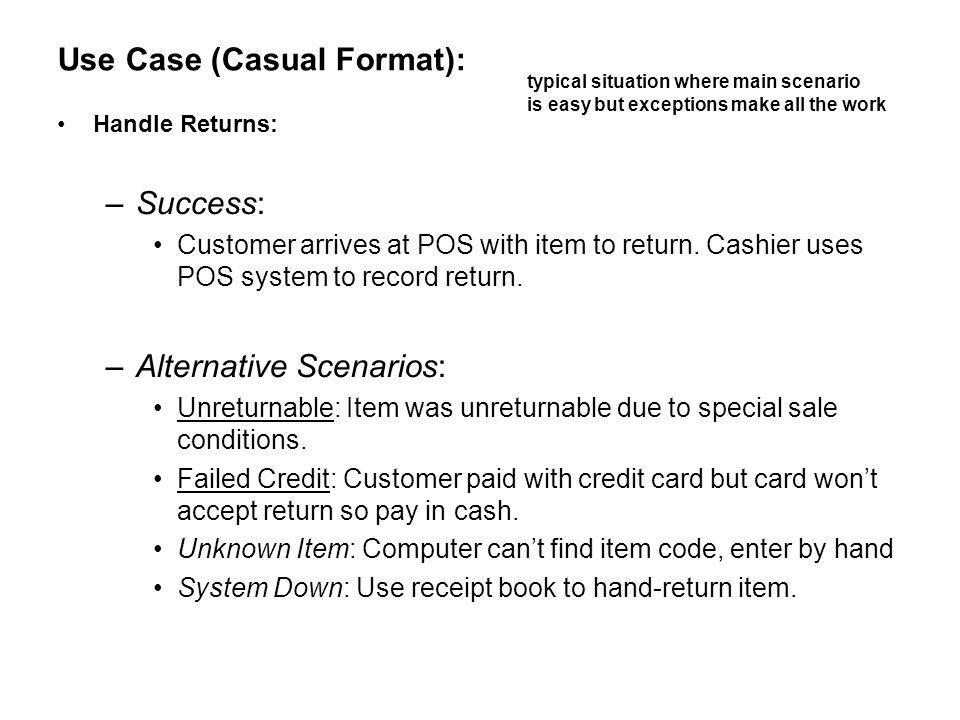 Use Case (Casual Format):
typical situation where main scenario
is easy but exceptions make all the work
• Handle Returns:
– Success:
• Customer arrives at POS with item to return. Cashier uses
POS system to record return.
– Alternative Scenarios:
• Unreturnable: Item was unreturnable due to special sale
conditions.
• Failed Credit: Customer paid with credit card but card won’t
accept return so pay in cash.
• Unknown Item: Computer can’t find item code, enter by hand
• System Down: Use receipt book to hand-return item.